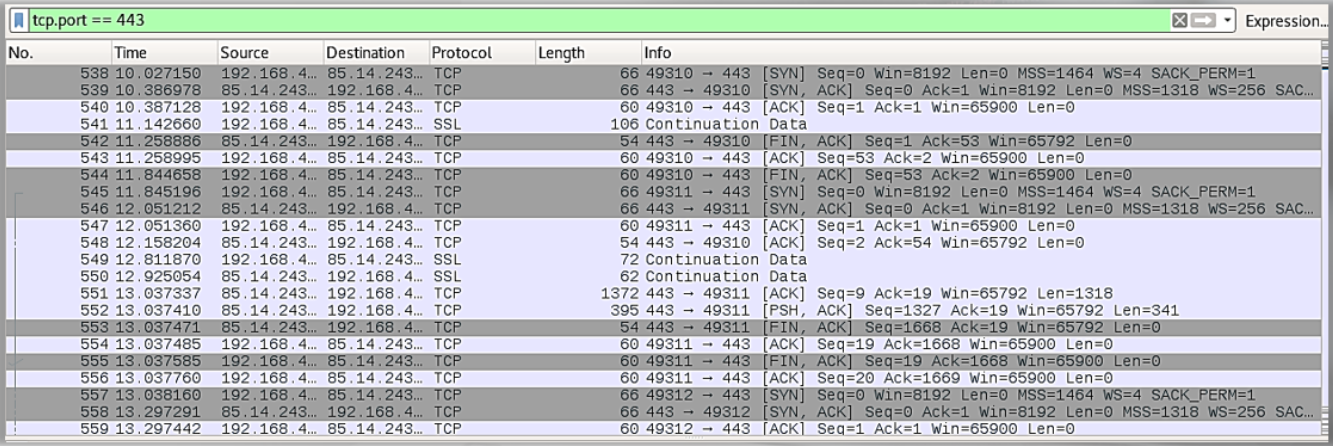 tcp.port == 443 Expression...
No. Time Source Destination Protocol Length Info
538 10.027150 192.168.4... 85.14.243... TCP 66 49310 → 443 [SYN] Seq=0 Win=8192 Len=0 MSS=1464 WS=4 SACK_PERM=1
539 10.386978 85.14.243... 192.168.4... TCP 66 443 → 49310 [SYN, ACK] Seq=0 Ack=1 Win=8192 Len=0 MSS=1318 WS=256 SAC...
540 10.387128 192.168.4... 85.14.243... TCP 60 49310 → 443 [ACK] Seq=1 Ack=1 Win=65900 Len=0
541 11.142660 192.168.4... 85.14.243... SSL 106 Continuation Data
542 11.258886 85.14.243... 192.168.4... TCP 54 443 → 49310 [FIN, ACK] Seq=1 Ack=53 Win=65792 Len=0
543 11.258995 192.168.4... 85.14.243... TCP 60 49310 → 443 [ACK] Seq=53 Ack=2 Win=65900 Len=0
544 11.844658 192.168.4... 85.14.243... TCP 60 49310 → 443 [FIN, ACK] Seq=53 Ack=2 Win=65900 Len=0
545 11.845196 192.168.4... 85.14.243... TCP 66 49311 → 443 [SYN] Seq=0 Win=8192 Len=0 MSS=1464 WS=4 SACK_PERM=1
546 12.051212 85.14.243... 192.168.4... TCP 66 443 → 49311 [SYN, ACK] Seq=0 Ack=1 Win=8192 Len=0 MSS=1318 WS=256 SAC...
547 12.051360 192.168.4... 85.14.243... TCP 60 49311 → 443 [ACK] Seq=1 Ack=1 Win=65900 Len=0
548 12.158204 85.14.243... 192.168.4... TCP 54 443 → 49310 [ACK] Seq=2 Ack=54 Win=65792 Len=0
549 12.811870 192.168.4... 85.14.243... SSL 72 Continuation Data
550 12.925054 85.14.243... 192.168.4... SSL 62 Continuation Data
551 13.037337 85.14.243... 192.168.4... TCP 1372 443 → 49311 [ACK] Seq=9 Ack=19 Win=65792 Len=1318
552 13.037410 85.14.243... 192.168.4... TCP 395 443 → 49311 [PSH, ACK] Seq=1327 Ack=19 Win=65792 Len=341
553 13.037471 85.14.243... 192.168.4... TCP 54 443 → 49311 [FIN, ACK] Seq=1668 Ack=19 Win=65792 Len=0
554 13.037485 192.168.4... 85.14.243... TCP 60 49311 → 443 [ACK] Seq=19 Ack=1668 Win=65900 Len=0
555 13.037585 192.168.4... 85.14.243... TCP 60 49311 → 443 [FIN, ACK] Seq=19 Ack=1668 Win=65900 Len=0
556 13.037760 192.168.4... 85.14.243... TCP 60 49311 → 443 [ACK] Seq=20 Ack=1669 Win=65900 Len=0
557 13.038160 192.168.4... 85.14.243... TCP 66 49312 → 443 [SYN] Seq=0 Win=8192 Len=0 MSS=1464 WS=4 SACK_PERM=1
558 13.297291 85.14.243... 192.168.4... TCP 66 443 → 49312 [SYN, ACK] Seq=0 Ack=1 Win=8192 Len=0 MSS=1318 WS=256 SAC...
559 13.297442 192.168.4... 85.14.243... TCP 60 49312 → 443 [ACK] Seq=1 Ack=1 Win=65900 Len=0